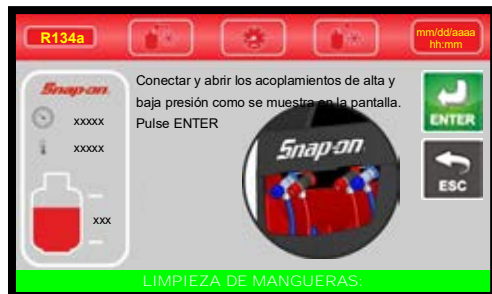 R134a
mm/dd/aaaa
hh:mm
Snap-on
xxxxx
xxxxx
xxx
Conectar y abrir los acoplamientos de alta y
baja presión como se muestra en la pantalla.
Pulse ENTER
Snap-on
ENTER
ESC
LIMPIEZA DE MANGUERAS: